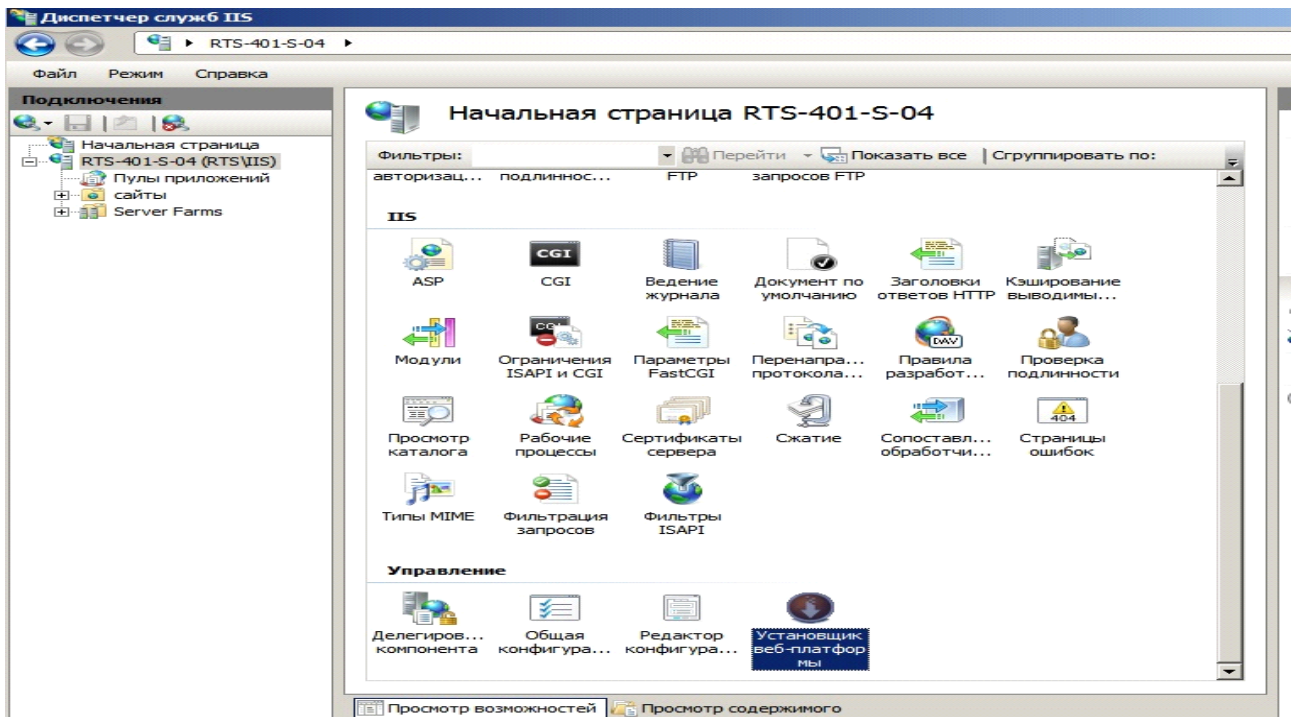 Диспетчер служб IIS
RTS-401-S-04
Файл Режим Справка
Подключения
Начальная страница
RTS-401-S-04 (RTS\IIS)
Пулы приложений
сайты
Server Farms
Начальная страница RTS-401-S-04
Фильтры: Перейти Показать все Сгруппировать по:
авторизац... подлиннос... FTP запросов FTP
IIS
CGI
ASP CGI Ведение Документ по Заголовки Кэширование
журнала умолчанию ответов HTTP выводимы...
DAV
Модули Ограничения Параметры Перенапра... Правила Проверка
ISAPI и CGI FastCGI протокола... разработ... подлинности
404
Просмотр Рабочие Сертификаты Сжатие Сопоставл... Страницы
каталога процессы сервера обработчи... ошибок
Типы MIME Фильтрация Фильтры
запросов ISAPI
Управление
Делегиров... Общая Редактор Установщик
компонента конфигура... конфигура... веб-платфор
мы
Просмотр возможностей Просмотр содержимого